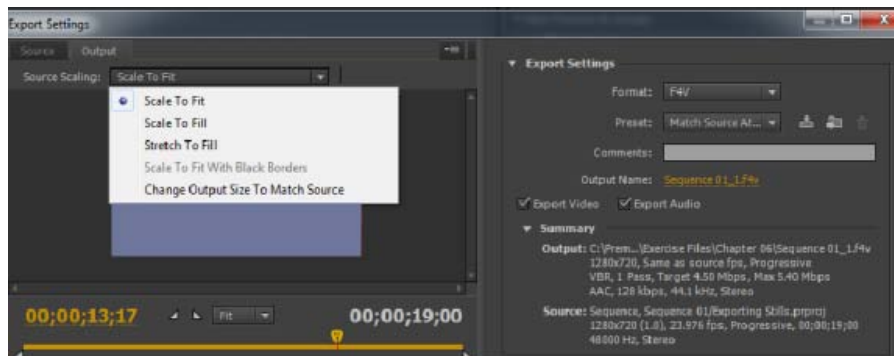 Export Settings
Source Output
Source Scaling: Scale To Fit
Scale To Fit
Scale To Fill
Stretch To Fill
Scale To Fit With Black Borders
Change Output Size To Match Source
00;00;13;17
Fit
00;00;19;00
Export Settings
Format: F4V
Preset: Match Source At...
Comments:
Output Name: Sequence 01_1.f4v
Export Video Export Audio
Summary
Output: C:\Prem...\Exercise Files\Chapter 06\Sequence 01_1.f4v
1280x720, Same as source fps, Progressive
VBR, 1 Pass, Target 4.50 Mbps, Max 5.40 Mbps
AAC, 128 kbps, 44.1 kHz, Stereo
Source: Sequence, Sequence 01/Exporting Stills.prproj
1280x720 (1.0), 23.976 fps, Progressive, 00;00;19;00
48000 Hz, Stereo